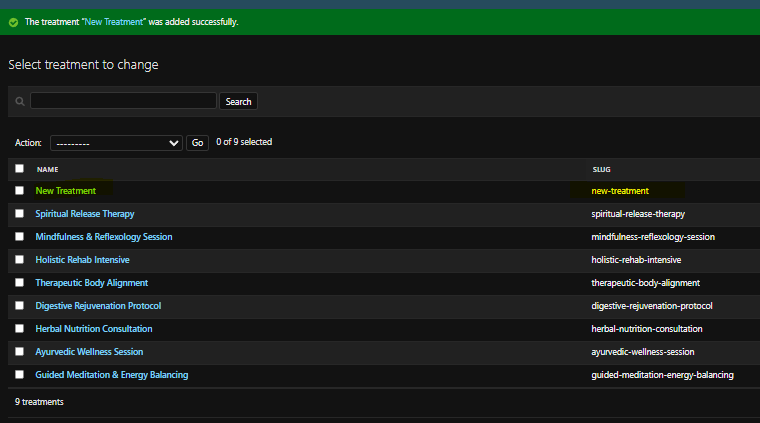 The treatment “New Treatment” was added successfully.
Select treatment to change
Search
Action: --------- Go 0 of 9 selected
NAME SLUG
New Treatment new-treatment
Spiritual Release Therapy spiritual-release-therapy
Mindfulness & Reflexology Session mindfulness-reflexology-session
Holistic Rehab Intensive holistic-rehab-intensive
Therapeutic Body Alignment therapeutic-body-alignment
Digestive Rejuvenation Protocol digestive-rejuvenation-protocol
Herbal Nutrition Consultation herbal-nutrition-consultation
Ayurvedic Wellness Session ayurvedic-wellness-session
Guided Meditation & Energy Balancing guided-meditation-energy-balancing
9 treatments